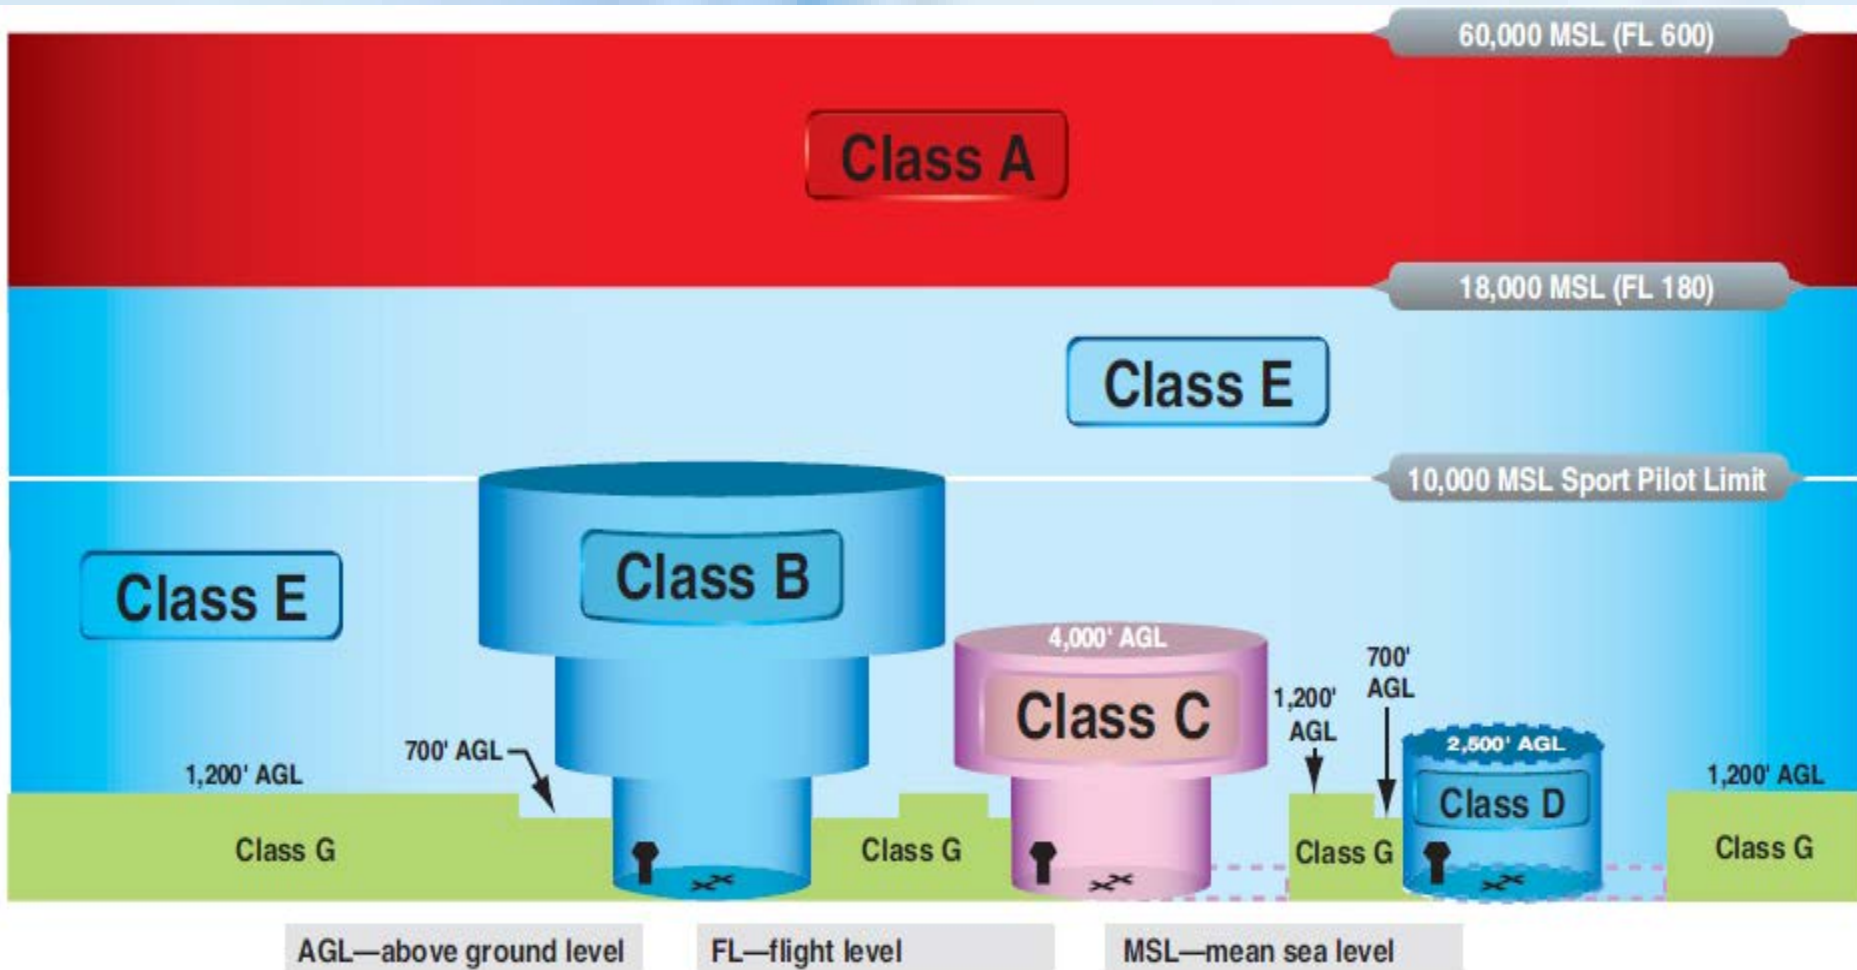 60,000 MSL (FL 600)
Class A
18,000 MSL (FL 180)
Class E
10,000 MSL Sport Pilot Limit
Class E
Class B
4,000' AGL
Class C
1,200'
AGL
700'
AGL
700' AGL
1,200' AGL
2,500' AGL
Class D
1,200' AGL
Class G
Class G
Class G
Class G
AGL—above ground level
FL—flight level
MSL—mean sea level